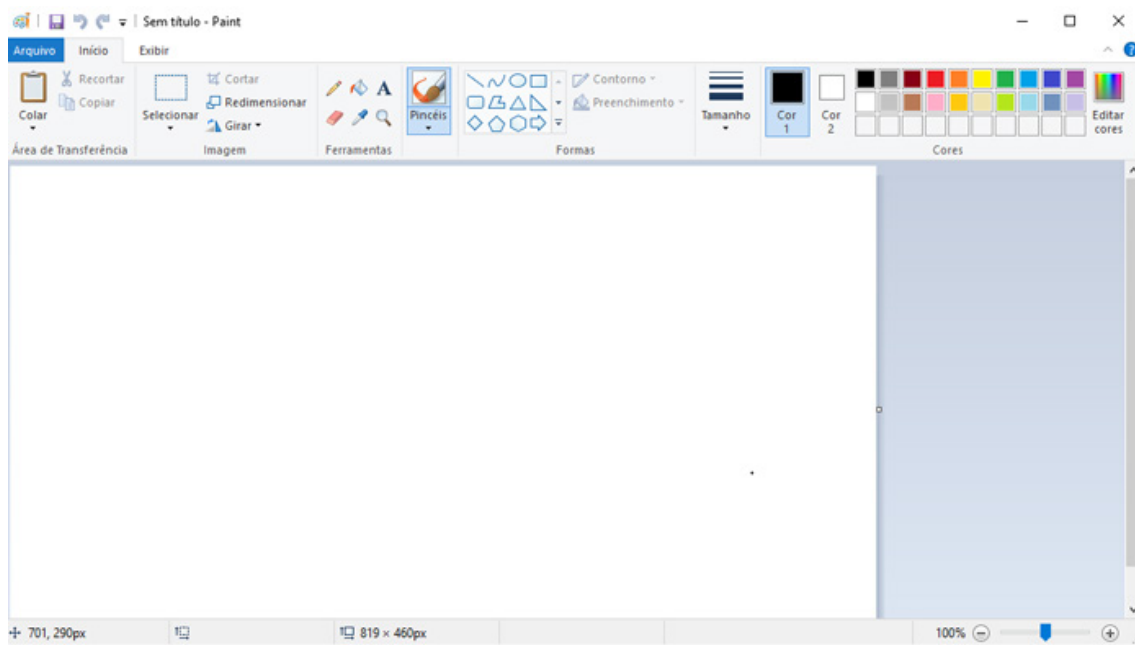 Sem título - Paint
Arquivo Início Exibir
Colar
Recortar
Copiar
Área de Transferência
Selecionar
Cortar
Redimensionar
Girar
Imagem
A
Ferramentas
Pincéis
Contorno
Preenchimento
Formas
Tamanho
Cor
1
Cor
2
Editar
cores
Cores
701, 290px
819 × 460px
100%